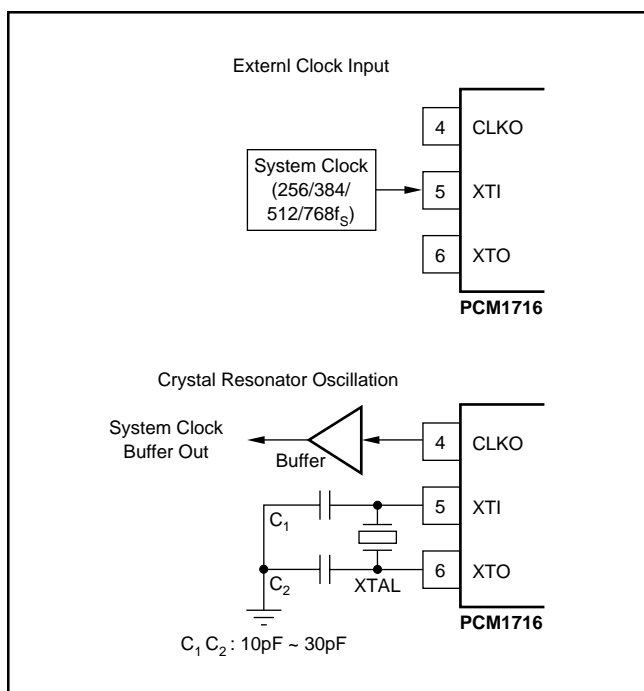 Externl Clock Input
4 CLKO
System Clock
(256/384/
512/768fS)
5 XTI
6 XTO
PCM1716
Crystal Resonator Oscillation
System Clock
Buffer Out
Buffer
4 CLKO
C1
5 XTI
C2
XTAL
6 XTO
PCM1716
C1 C2 : 10pF ~ 30pF